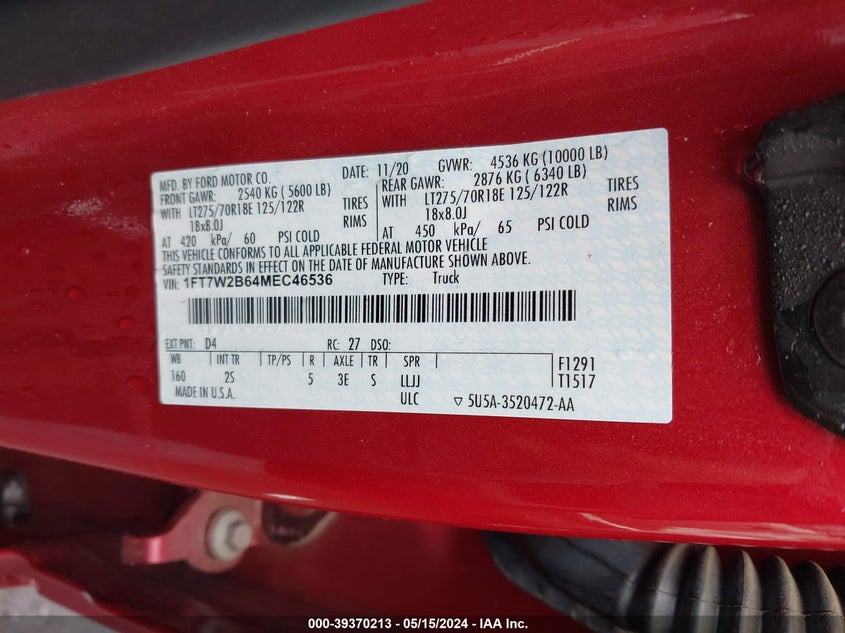 MFD. BY FORD MOTOR CO. DATE: 11/20 GVWR: 4536 KG (10000 LB)
FRONT GAWR: 2540 KG ( 5600 LB) REAR GAWR: 2876 KG ( 6340 LB)
WITH LT275/70R18E 125/122R TIRES WITH LT275/70R18E 125/122R TIRES
18x8.0J RIMS 18x8.0J RIMS
AT 420 kPa/ 60 PSI COLD AT 450 kPa/ 65 PSI COLD
THIS VEHICLE CONFORMS TO ALL APPLICABLE FEDERAL MOTOR VEHICLE
SAFETY STANDARDS IN EFFECT ON THE DATE OF MANUFACTURE SHOWN ABOVE.
VIN: 1FT7W2B64MEC46536 TYPE: Truck
EXT PNT: D4 RC: 27 DSO:
WB INT TR TP/PS R AXLE TR SPR F1291
160 2S 5 3E S LLJJ T1517
MADE IN U.S.A. ULC ▽ 5U5A-3520472-AA
000-39370213 - 05/15/2024 - IAA Inc.